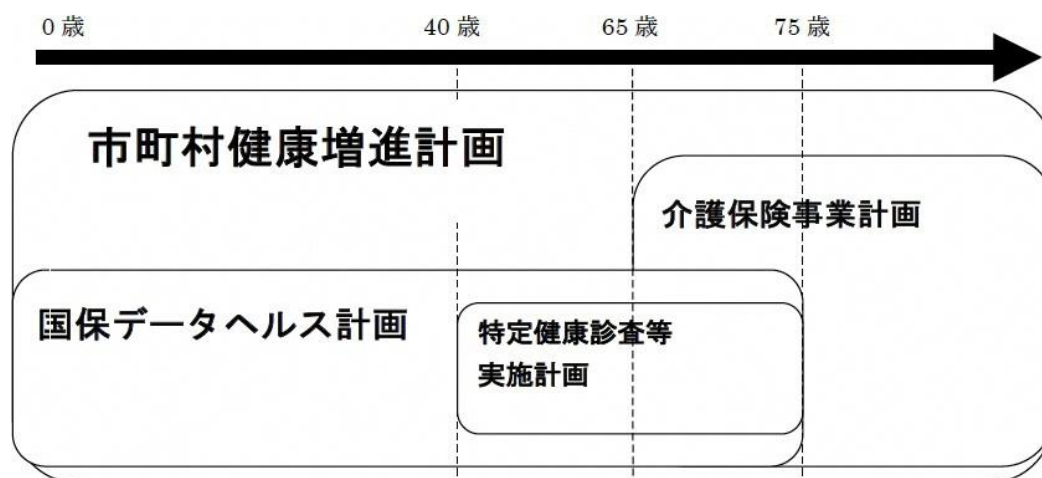 0歳 40歳 65歳 75歳
市町村健康増進計画
介護保険事業計画
国保データヘルス計画
特定健康診査等
実施計画